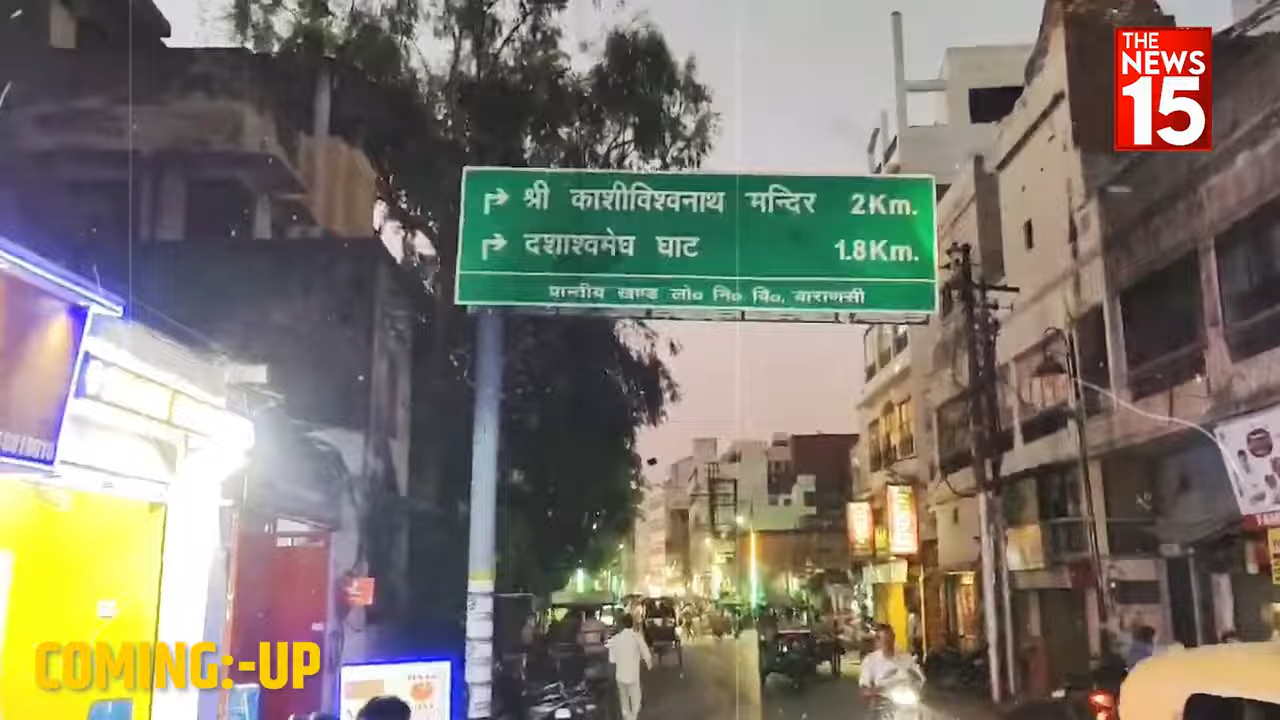 THE
NEWS
15
श्री काशीविश्वनाथ मन्दिर 2Km.
दशाश्वमेघ घाट 1.8Km.
प्रान्तीय खण्ड लो० नि० वि०, वाराणसी
COMING:-UP